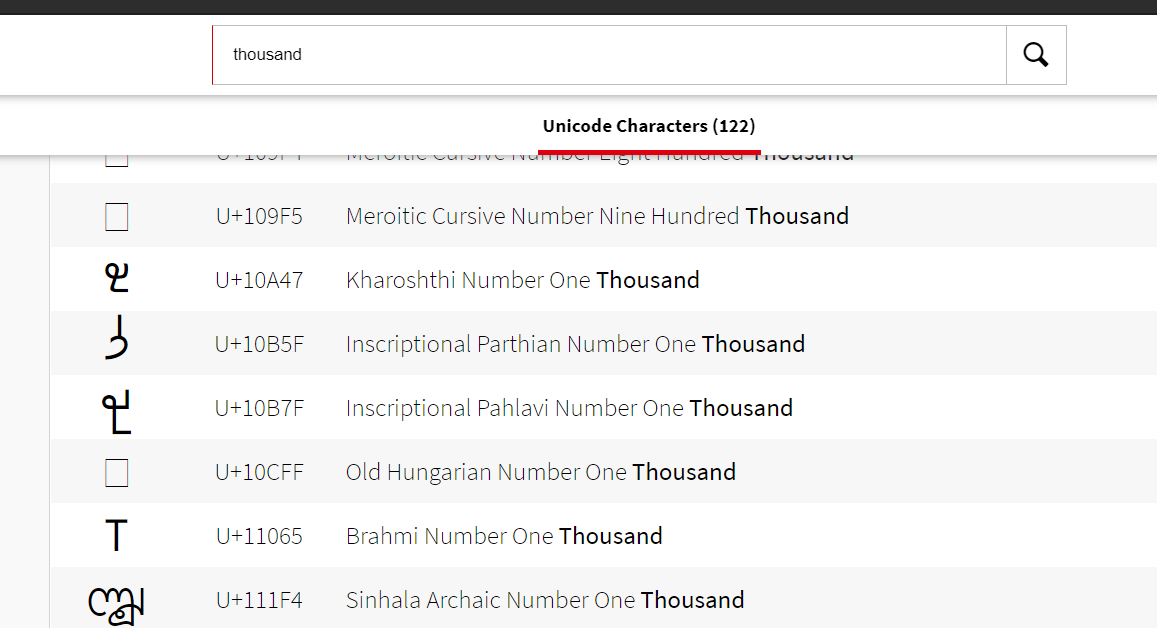 thousand
Unicode Characters (122)
U+109F4 Meroitic Cursive Number Eight Hundred Thousand
U+109F5 Meroitic Cursive Number Nine Hundred Thousand
𐩇 U+10A47 Kharoshthi Number One Thousand
𐭟 U+10B5F Inscriptional Parthian Number One Thousand
𐭿 U+10B7F Inscriptional Pahlavi Number One Thousand
U+10CFF Old Hungarian Number One Thousand
𑁥 U+11065 Brahmi Number One Thousand
𑇴 U+111F4 Sinhala Archaic Number One Thousand